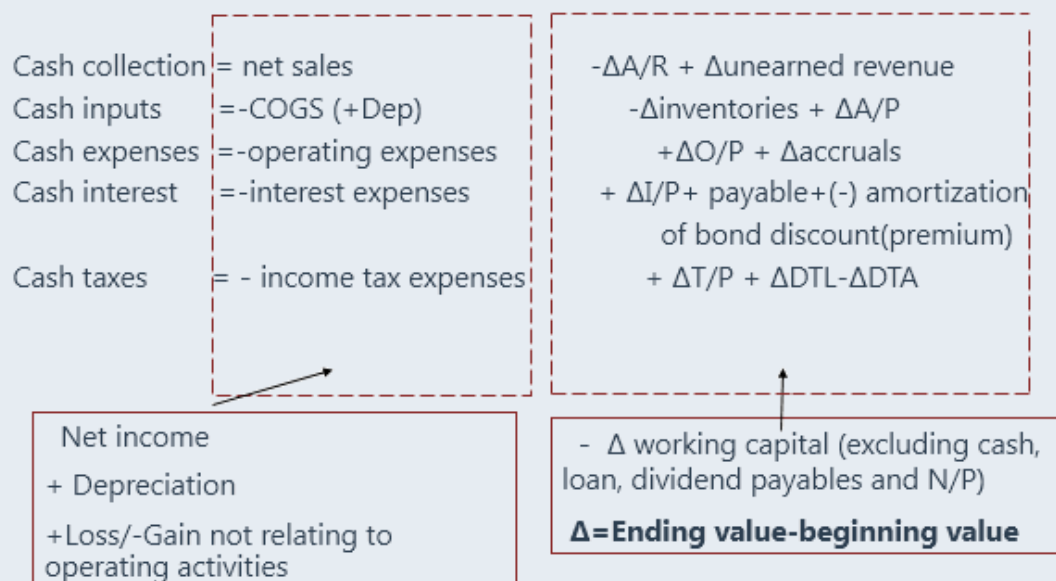 Cash collection = net sales -ΔA/R + Δunearned revenue
Cash inputs =-COGS (+Dep) -Δinventories + ΔA/P
Cash expenses =-operating expenses +ΔO/P + Δaccruals
Cash interest =-interest expenses + ΔI/P+ payable+(-) amortization
of bond discount(premium)
Cash taxes = - income tax expenses + ΔT/P + ΔDTL-ΔDTA
Net income
+ Depreciation
+Loss/-Gain not relating to
operating activities
- Δ working capital (excluding cash,
loan, dividend payables and N/P)
Δ=Ending value-beginning value